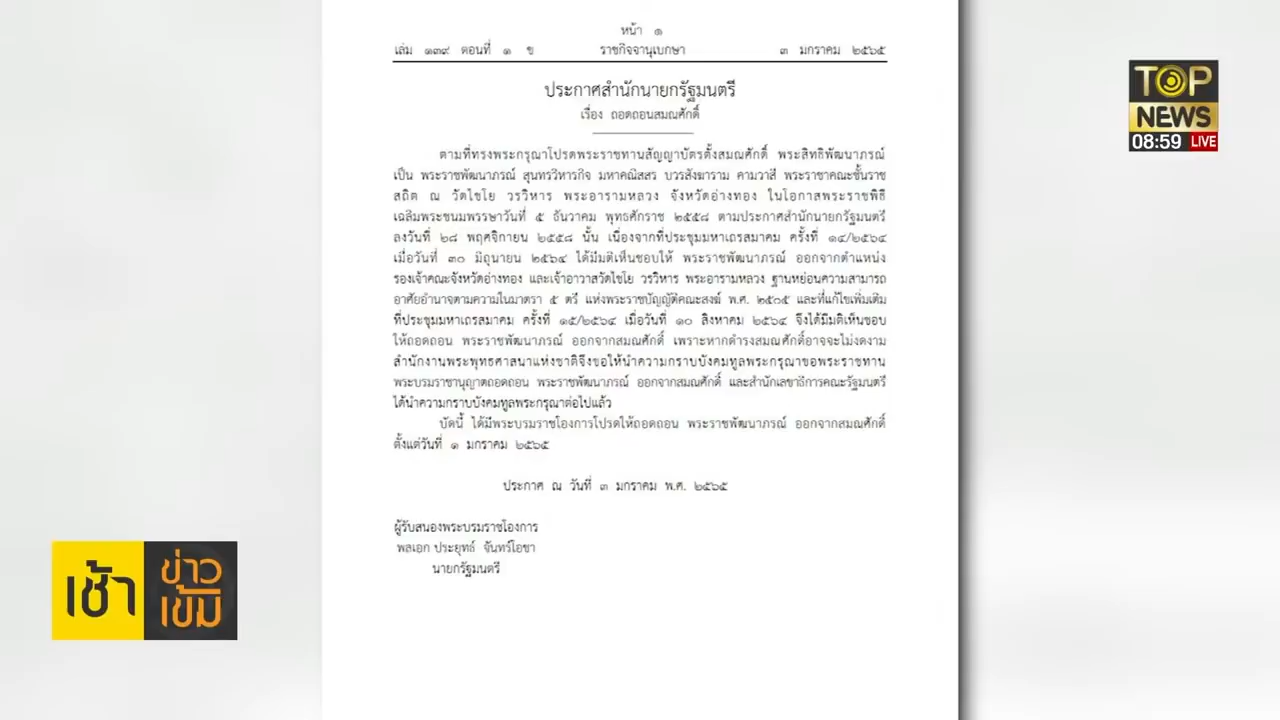 หน้า ๑
เล่ม ๑๓๙ ตอนที่ ๑ ข ราชกิจจานุเบกษา ๓ มกราคม ๒๕๖๕
ประกาศสำนักนายกรัฐมนตรี
เรื่อง ถอดถอนสมณศักดิ์
ตามที่ทรงพระกรุณาโปรดพระราชทานสัญญาบัตรตั้งสมณศักดิ์ พระสิทธิพัฒนาภรณ์
เป็น พระราชพัฒนาภรณ์ สุนทรวิหารกิจ มหาคณิสสร บวรสังฆาราม คามวาสี พระราชาคณะชั้นราช
สถิต ณ วัดไชโย วรวิหาร พระอารามหลวง จังหวัดอ่างทอง ในโอกาสพระราชพิธี
เฉลิมพระชนมพรรษาวันที่ ๕ ธันวาคม พุทธศักราช ๒๕๕๘ ตามประกาศสำนักนายกรัฐมนตรี
ลงวันที่ ๒๘ พฤศจิกายน ๒๕๕๘ นั้น เนื่องจากที่ประชุมมหาเถรสมาคม ครั้งที่ ๑๔/๒๕๖๔
เมื่อวันที่ ๓๐ มิถุนายน ๒๕๖๔ ได้มีมติเห็นชอบให้ พระราชพัฒนาภรณ์ ออกจากตำแหน่ง
รองเจ้าคณะจังหวัดอ่างทอง และเจ้าอาวาสวัดไชโย วรวิหาร พระอารามหลวง ฐานหย่อนความสามารถ
อาศัยอำนาจตามความในมาตรา ๕ ตรี แห่งพระราชบัญญัติคณะสงฆ์ พ.ศ. ๒๕๐๕ และที่แก้ไขเพิ่มเติม
ที่ประชุมมหาเถรสมาคม ครั้งที่ ๑๕/๒๕๖๔ เมื่อวันที่ ๑๐ สิงหาคม ๒๕๖๔ จึงได้มีมติเห็นชอบ
ให้ถอดถอน พระราชพัฒนาภรณ์ ออกจากสมณศักดิ์ เพราะหากดำรงสมณศักดิ์อาจจะไม่งดงาม
สำนักงานพระพุทธศาสนาแห่งชาติจึงขอให้นำความกราบบังคมทูลพระกรุณาขอพระราชทาน
พระบรมราชานุญาตถอดถอน พระราชพัฒนาภรณ์ ออกจากสมณศักดิ์ และสำนักเลขาธิการคณะรัฐมนตรี
ได้นำความกราบบังคมทูลพระกรุณาต่อไปแล้ว
บัดนี้ ได้มีพระบรมราชโองการโปรดให้ถอดถอน พระราชพัฒนาภรณ์ ออกจากสมณศักดิ์
ตั้งแต่วันที่ ๑ มกราคม ๒๕๖๕
ประกาศ ณ วันที่ ๓ มกราคม พ.ศ. ๒๕๖๕
ผู้รับสนองพระบรมราชโองการ
พลเอก ประยุทธ์ จันทร์โอชา
นายกรัฐมนตรี
TOP
NEWS
08:59 LIVE
เช้า
ข่าว
เข้ม